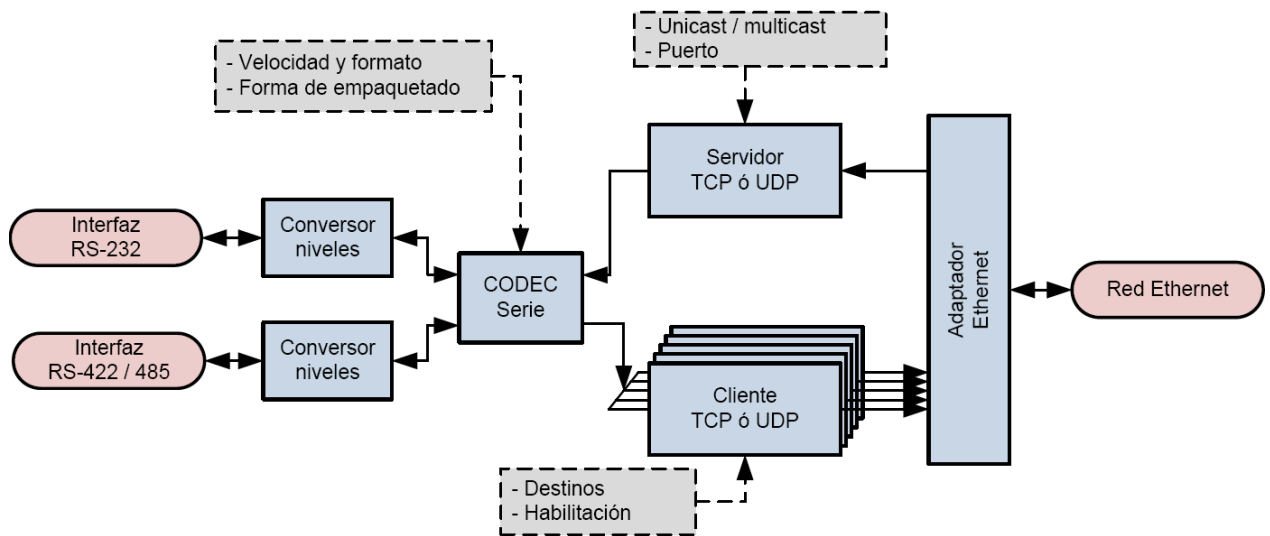 - Unicast / multicast
- Puerto
- Velocidad y formato
- Forma de empaquetado
Servidor
TCP ó UDP
Interfaz
RS-232
Conversor
niveles
CODEC
Serie
Adaptador
Ethernet
Red Ethernet
Interfaz
RS-422 / 485
Conversor
niveles
Cliente
TCP ó UDP
- Destinos
- Habilitación